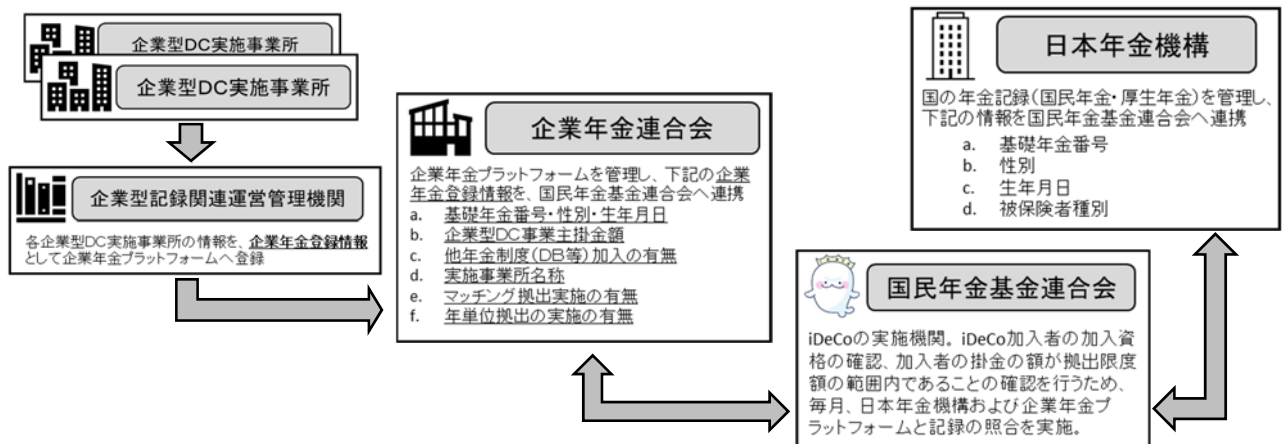 企業型DC実施事業所
企業型DC実施事業所
企業型記録関連運営管理機関
各企業型DC実施事業所の情報を、企業年金登録情報
として企業年金プラットフォームへ登録
企業年金連合会
企業年金プラットフォームを管理し、下記の企業
年金登録情報を、国民年金基金連合会へ連携
a. 基礎年金番号・性別・生年月日
b. 企業型DC事業主掛金額
c. 他年金制度(DB等)加入の有無
d. 実施事業所名称
e. マッチング拠出実施の有無
f. 年単位拠出の実施の有無
日本年金機構
国の年金記録(国民年金・厚生年金)を管理し、
下記の情報を国民年金基金連合会へ連携
a. 基礎年金番号
b. 性別
c. 生年月日
d. 被保険者種別
国民年金基金連合会
iDeCoの実施機関。iDeCo加入者の加入資
格の確認、加入者の掛金の額が拠出限度
額の範囲内であることの確認を行うため、
毎月、日本年金機構および企業年金プ
ラットフォームと記録の照合を実施。